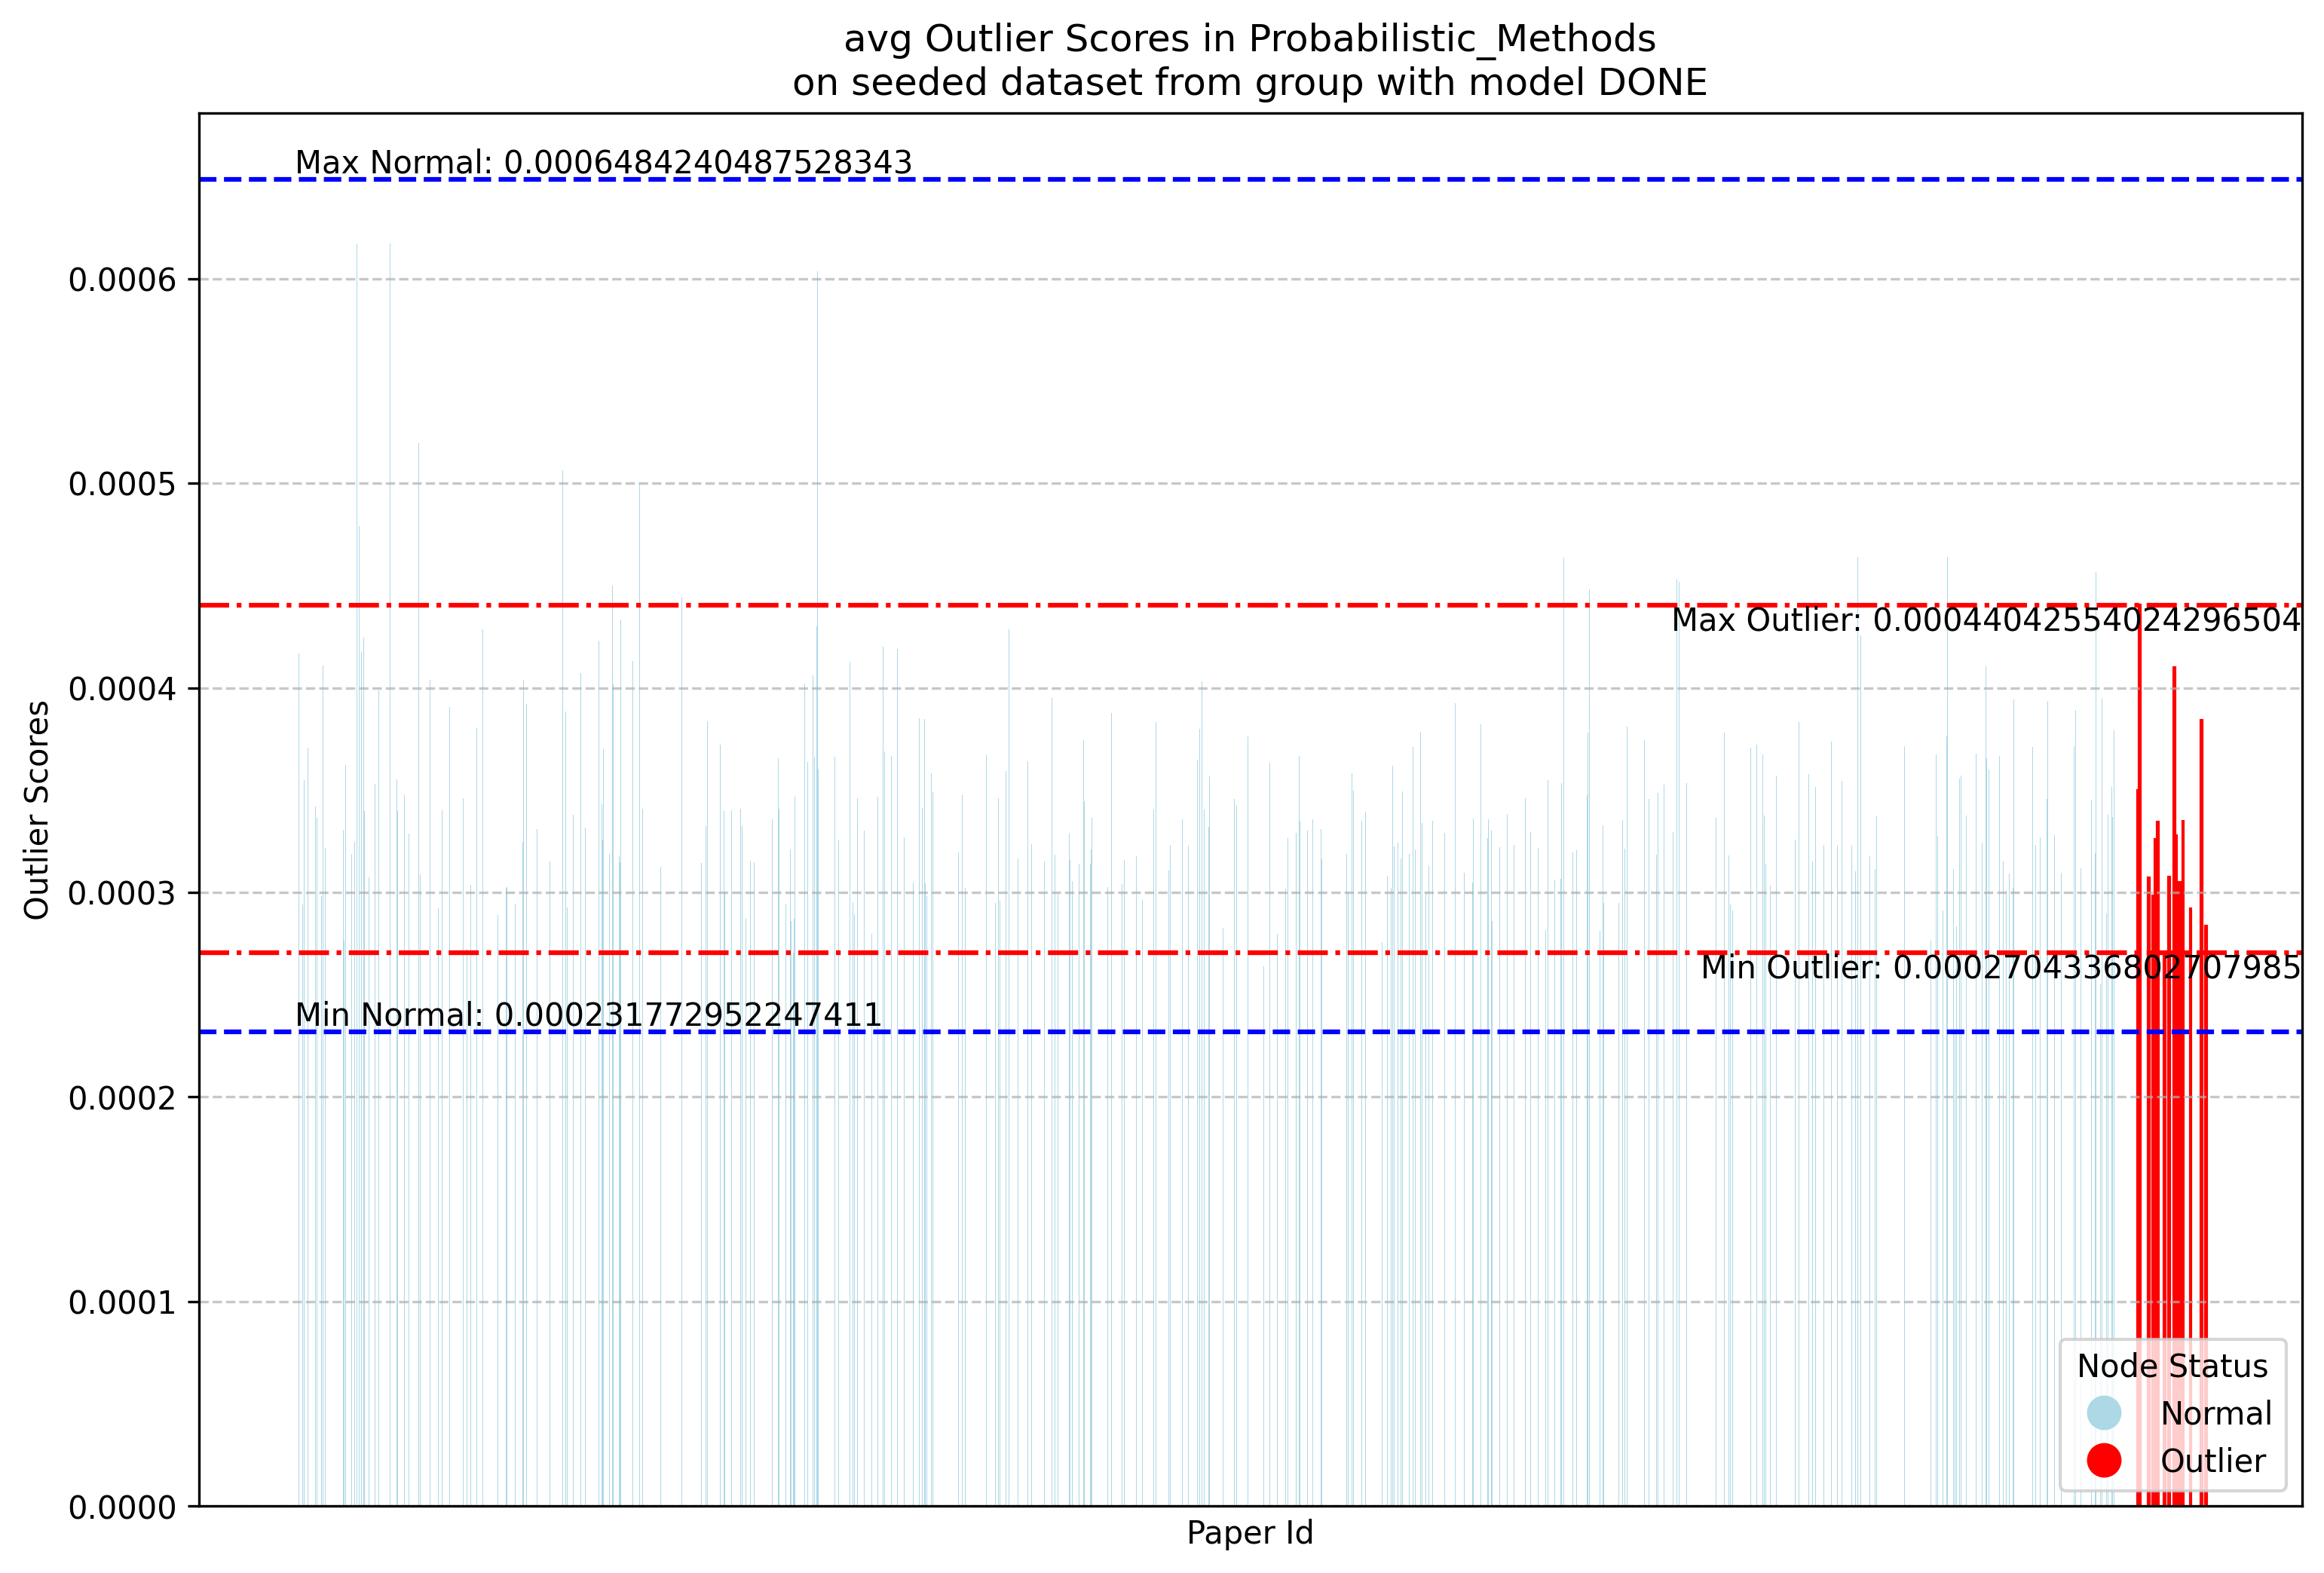 avg Outlier Scores in Probabilistic_Methods
on seeded dataset from group with model DONE
Max Normal: 0.0006484240487528343
0.0006
0.0005
Max Outlier: 0.00044042554024296504
0.0004
Outlier Scores
0.0003
Min Outlier: 0.0002704336802707985
Min Normal: 0.000231772952247411
0.0002
0.0001
Node Status
Normal
Outlier
0.0000
Paper Id